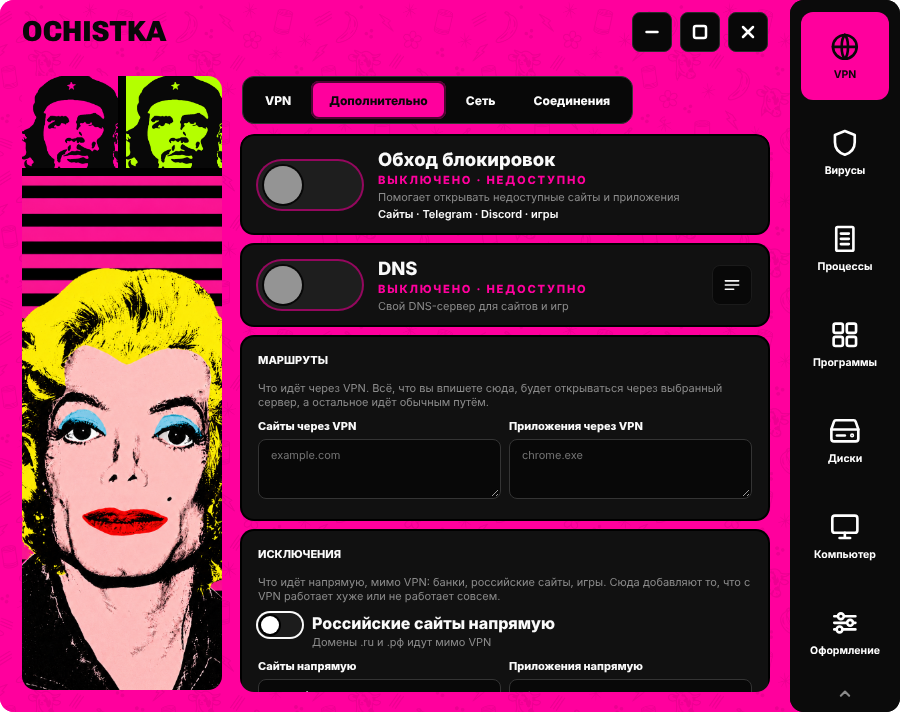 OCHISTKA
VPN
Дополнительно
Сеть
Соединения
Обход блокировок
ВЫКЛЮЧЕНО · НЕДОСТУПНО
Помогает открывать недоступные сайты и приложения
Сайты · Telegram · Discord · игры
DNS
ВЫКЛЮЧЕНО · НЕДОСТУПНО
Свой DNS-сервер для сайтов и игр
МАРШРУТЫ
Что идёт через VPN. Всё, что вы впишете сюда, будет открываться через выбранный
сервер, а остальное идёт обычным путём.
Сайты через VPN
Приложения через VPN
example.com
chrome.exe
ИСКЛЮЧЕНИЯ
Что идёт напрямую, мимо VPN: банки, российские сайты, игры. Сюда добавляют то, что с
VPN работает хуже или не работает совсем.
Российские сайты напрямую
Домены .ru и .рф идут мимо VPN
Сайты напрямую
Приложения напрямую
VPN
Вирусы
Процессы
Программы
Диски
Компьютер
Оформление